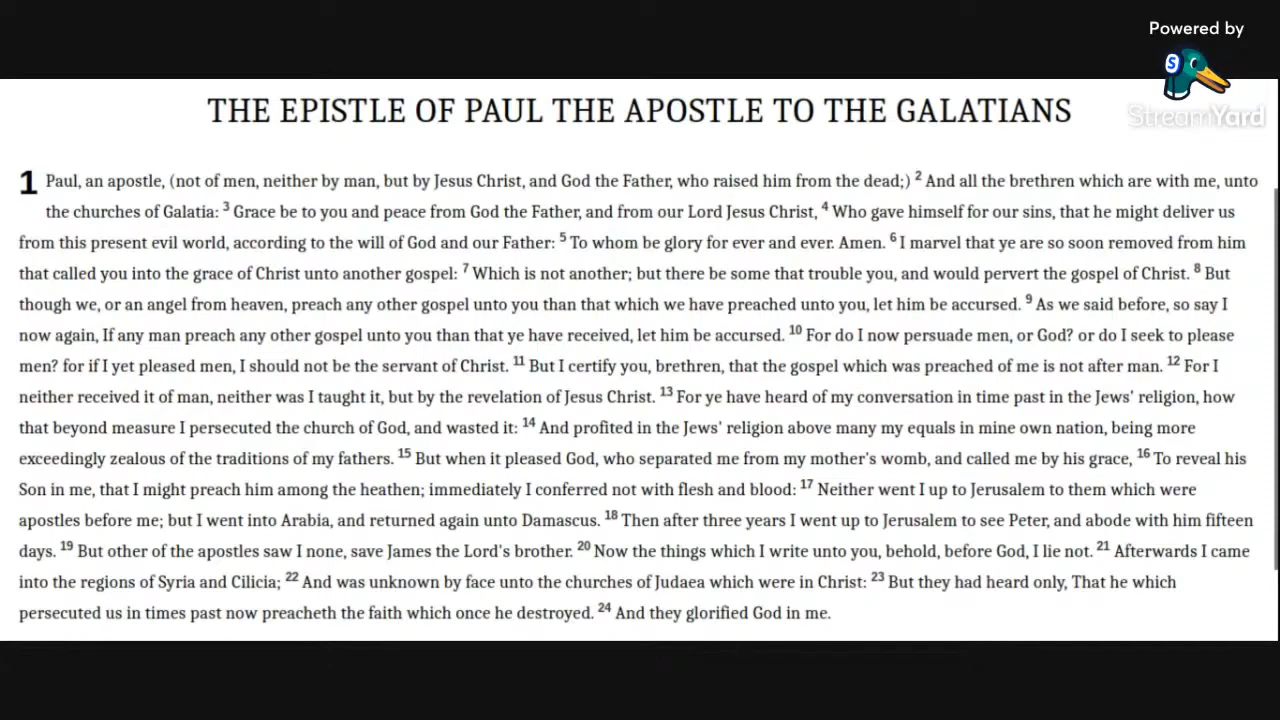 Powered by
S
StreamYard
THE EPISTLE OF PAUL THE APOSTLE TO THE GALATIANS
1 Paul, an apostle, (not of men, neither by man, but by Jesus Christ, and God the Father, who raised him from the dead;) 2 And all the brethren which are with me, unto
the churches of Galatia: 3 Grace be to you and peace from God the Father, and from our Lord Jesus Christ, 4 Who gave himself for our sins, that he might deliver us
from this present evil world, according to the will of God and our Father: 5 To whom be glory for ever and ever. Amen. 6 I marvel that ye are so soon removed from him
that called you into the grace of Christ unto another gospel: 7 Which is not another; but there be some that trouble you, and would pervert the gospel of Christ. 8 But
though we, or an angel from heaven, preach any other gospel unto you than that which we have preached unto you, let him be accursed. 9 As we said before, so say I
now again, If any man preach any other gospel unto you than that ye have received, let him be accursed. 10 For do I now persuade men, or God? or do I seek to please
men? for if I yet pleased men, I should not be the servant of Christ. 11 But I certify you, brethren, that the gospel which was preached of me is not after man. 12 For I
neither received it of man, neither was I taught it, but by the revelation of Jesus Christ. 13 For ye have heard of my conversation in time past in the Jews' religion, how
that beyond measure I persecuted the church of God, and wasted it: 14 And profited in the Jews' religion above many my equals in mine own nation, being more
exceedingly zealous of the traditions of my fathers. 15 But when it pleased God, who separated me from my mother's womb, and called me by his grace, 16 To reveal his
Son in me, that I might preach him among the heathen; immediately I conferred not with flesh and blood: 17 Neither went I up to Jerusalem to them which were
apostles before me; but I went into Arabia, and returned again unto Damascus. 18 Then after three years I went up to Jerusalem to see Peter, and abode with him fifteen
days. 19 But other of the apostles saw I none, save James the Lord's brother. 20 Now the things which I write unto you, behold, before God, I lie not. 21 Afterwards I came
into the regions of Syria and Cilicia; 22 And was unknown by face unto the churches of Judaea which were in Christ: 23 But they had heard only, That he which
persecuted us in times past now preacheth the faith which once he destroyed. 24 And they glorified God in me.